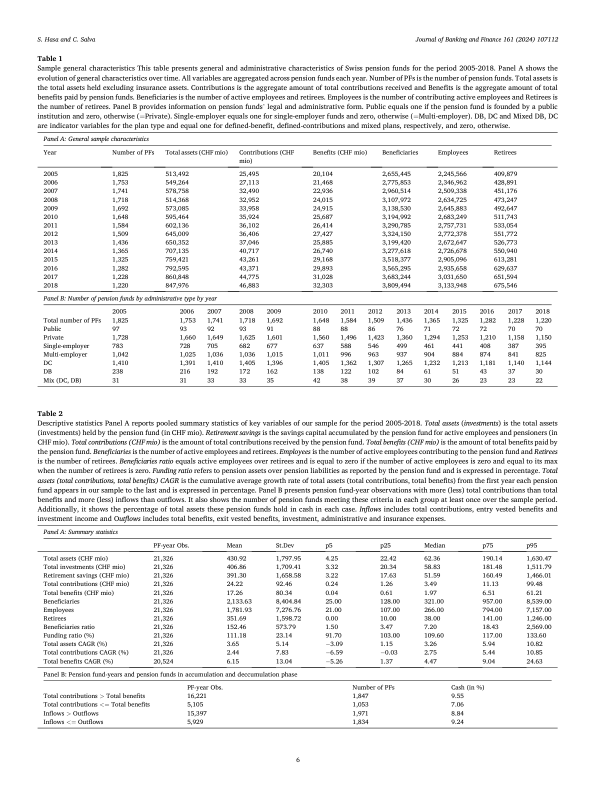 S. Hasa and C. Salva
Journal of Banking and Finance 161 (2024) 107112
Table 1
Sample general characteristics This table presents general and administrative characteristics of Swiss pension funds for the period 2005-2018. Panel A shows the
evolution of general characteristics over time. All variables are aggregated across pension funds each year. Number of PFs is the number of pension funds. Total assets is
the total assets held excluding insurance assets. Contributions is the aggregate amount of total contributions received and Benefits is the aggregate amount of total
benefits paid by pension funds. Beneficiaries is the number of active employees and retirees. Employees is the number of contributing active employees and Retirees is
the number of retirees. Panel B provides information on pension funds' legal and administrative form. Public equals one if the pension fund is founded by a public
institution and zero, otherwise (=Private). Single-employer equals one for single-employer funds and zero, otherwise (=Multi-employer). DB, DC and Mixed DB, DC
are indicator variables for the plan type and equal one for defined-benefit, defined-contributions and mixed plans, respectively, and zero, otherwise.
Panel A: General sample characteristics
Year Number of PFs Total assets (CHF mio) Contributions (CHF mio) Benefits (CHF mio) Beneficiaries Employees Retirees
2005 1,825 513,492 25,495 20,104 2,655,445 2,245,566 409,879
2006 1,753 549,264 27,113 21,468 2,775,853 2,346,962 428,891
2007 1,741 578,758 32,490 22,936 2,960,514 2,509,338 451,176
2008 1,718 514,368 32,952 24,015 3,107,972 2,634,725 473,247
2009 1,692 573,085 33,958 24,915 3,138,530 2,645,883 492,647
2010 1,648 595,464 35,924 25,687 3,194,992 2,683,249 511,743
2011 1,584 602,136 36,102 26,414 3,290,785 2,757,731 533,054
2012 1,509 645,009 36,406 27,427 3,324,150 2,772,378 551,772
2013 1,436 650,352 37,046 25,885 3,199,420 2,672,647 526,773
2014 1,365 707,135 40,717 26,740 3,277,618 2,726,678 550,940
2015 1,325 759,421 43,261 29,168 3,518,377 2,905,096 613,281
2016 1,282 792,595 43,371 29,893 3,565,295 2,935,658 629,637
2017 1,228 860,848 44,775 31,028 3,683,244 3,031,650 651,594
2018 1,220 847,976 46,883 32,303 3,809,494 3,133,948 675,546
Panel B: Number of pension funds by administrative type by year
2005 2006 2007 2008 2009 2010 2011 2012 2013 2014 2015 2016 2017 2018
Total number of PFs 1,825 1,753 1,741 1,718 1,692 1,648 1,584 1,509 1,436 1,365 1,325 1,282 1,228 1,220
Public 97 93 92 93 91 88 88 86 76 71 72 72 70 70
Private 1,728 1,660 1,649 1,625 1,601 1,560 1,496 1,423 1,360 1,294 1,253 1,210 1,158 1,150
Single-employer 783 728 705 682 677 637 588 546 499 461 441 408 387 395
Multi-employer 1,042 1,025 1,036 1,036 1,015 1,011 996 963 937 904 884 874 841 825
DC 1,410 1,391 1,410 1,405 1,396 1,405 1,362 1,307 1,265 1,232 1,213 1,181 1,140 1,144
DB 238 216 192 172 162 138 122 102 84 61 51 43 33 30
Mix (DC, DB) 31 31 33 33 35 42 38 39 37 30 26 23 23 22
Table 2
Descriptive statistics Panel A reports pooled summary statistics of key variables of our sample for the period 2005-2018. Total assets (investments) is the total assets
(investments) held by the pension fund (in CHF mio). Retirement savings is the savings capital accumulated by the pension fund for active employees and pensioners (in
CHF mio). Total contributions (CHF mio) is the amount of total contributions received by the pension fund. Total benefits (CHF mio) is the amount of total benefits paid by
the pension fund. Beneficiaries is the number of active employees and retirees. Employees is the number of active employees contributing to the pension fund and Retirees
is the number of retirees. Beneficiaries ratio equals active employees over retirees and is equal to zero if the number of active employees is zero and equal to its max
when the number of retirees is zero. Funding ratio refers to pension assets over pension liabilities as reported by the pension fund and is expressed in percentage. Total
assets (total contributions, total benefits) CAGR is the cumulative average growth rate of total assets (total contributions, total benefits) from the first year each pension
fund appears in our sample to the last and is expressed in percentage. Panel B presents pension fund-year observations with more (less) total contributions than total
benefits and more (less) inflows than outflows. It also shows the number of pension funds meeting these criteria in each group at least once over the sample period.
Additionally, it shows the percentage of total assets these pension funds hold in cash in each case. Inflows includes total contributions, entry vested benefits and
investment income and Outflows includes total benefits, exit vested benefits, investment, administrative and insurance expenses.
Panel A: Summary statistics
PF-year Obs. Mean St.Dev p5 p25 Median p75 p95
Total assets (CHF mio) 21,326 449.30 1,797.95 4.25 22.42 62.36 190.14 1,630.47
Total investments (CHF mio) 21,326 406.86 1,709.41 3.32 20.34 58.83 181.48 1,511.79
Retirement savings (CHF mio) 21,326 391.30 1,658.58 3.22 17.63 51.59 160.49 1,466.01
Total contributions (CHF mio) 21,326 24.22 92.46 0.24 1.26 3.49 11.13 99.48
Total benefits (CHF mio) 21,326 17.26 80.34 0.04 0.61 1.97 6.51 61.21
Beneficiaries 21,326 2,133.63 8,404.84 25.00 128.00 321.00 957.00 8,539.00
Employees 21,326 1,781.93 7,276.76 21.00 107.00 266.00 794.00 7,157.00
Retirees 21,326 351.69 1,598.72 0.00 10.00 38.00 141.00 1,246.00
Beneficiaries ratio 21,326 152.46 573.79 1.50 3.47 7.20 18.43 2,569.00
Funding ratio (%) 21,326 111.18 23.14 91.70 103.00 109.60 117.00 133.60
Total assets CAGR (%) 21,326 3.65 5.14 −3.09 1.15 3.26 5.94 10.82
Total contributions CAGR (%) 21,326 2.44 7.83 −6.59 −0.03 2.75 5.44 10.85
Total benefits CAGR (%) 20,524 6.15 13.04 −5.26 1.37 4.47 9.04 24.63
Panel B: Pension fund-years and pension funds in accumulation and deccumulation phase
PF-year Obs. Number of PFs Cash (in %)
Total contributions > Total benefits 16,221 1,847 9.55
Total contributions <= Total benefits 5,105 1,053 7.06
Inflows > Outflows 15,397 1,971 8.84
Inflows <= Outflows 5,929 1,834 9.24
6